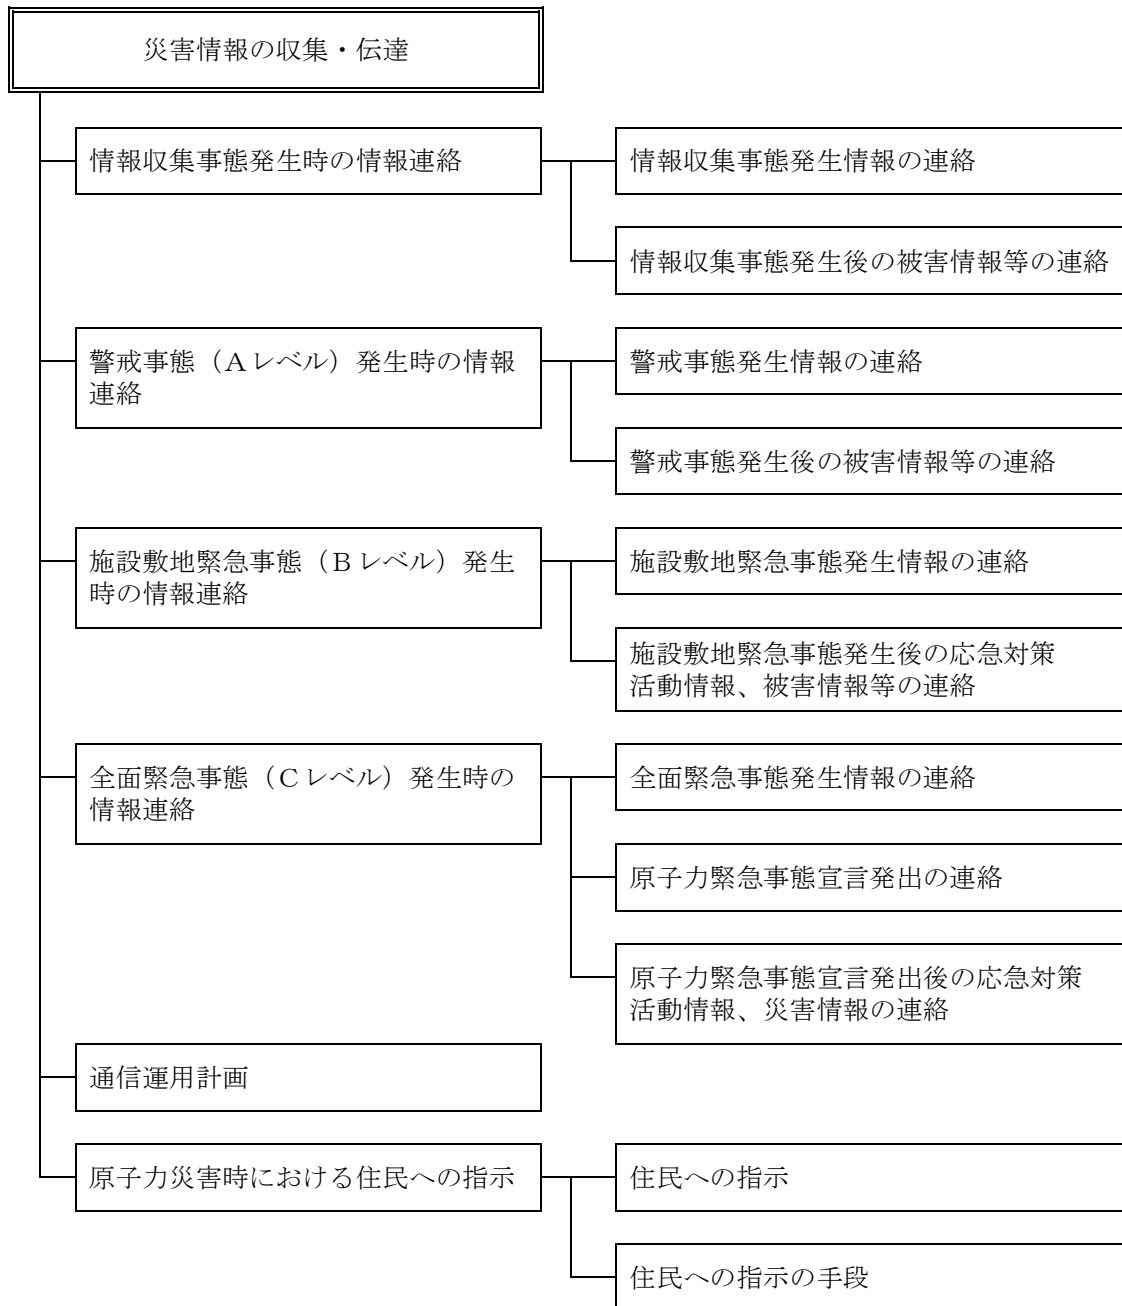 災害情報の収集・伝達
情報収集事態発生時の情報連絡
情報収集事態発生情報の連絡
情報収集事態発生後の被害情報等の連絡
警戒事態（Ａレベル）発生時の情報
連絡
警戒事態発生情報の連絡
警戒事態発生後の被害情報等の連絡
施設敷地緊急事態（Ｂレベル）発生
時の情報連絡
施設敷地緊急事態発生情報の連絡
施設敷地緊急事態発生後の応急対策
活動情報、被害情報等の連絡
全面緊急事態（Ｃレベル）発生時の
情報連絡
全面緊急事態発生情報の連絡
原子力緊急事態宣言発出の連絡
原子力緊急事態宣言発出後の応急対策
活動情報、災害情報の連絡
通信運用計画
原子力災害時における住民への指示
住民への指示
住民への指示の手段